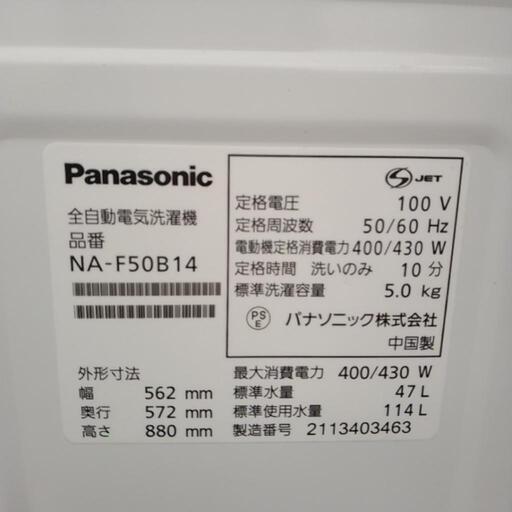 Panasonic
全自動電気洗濯機
品番
NA-F50B14
外形寸法
幅 562 mm
奥行 572 mm
高さ 880 mm
S JET
定格電圧 100 V
定格周波数 50/60 Hz
電動機定格消費電力 400/430 W
定格時間 洗いのみ 10 分
標準洗濯容量 5.0 kg
PS E パナソニック株式会社
中国製
最大消費電力 400/430 W
標準水量 47 L
標準使用水量 114 L
製造番号 2113403463